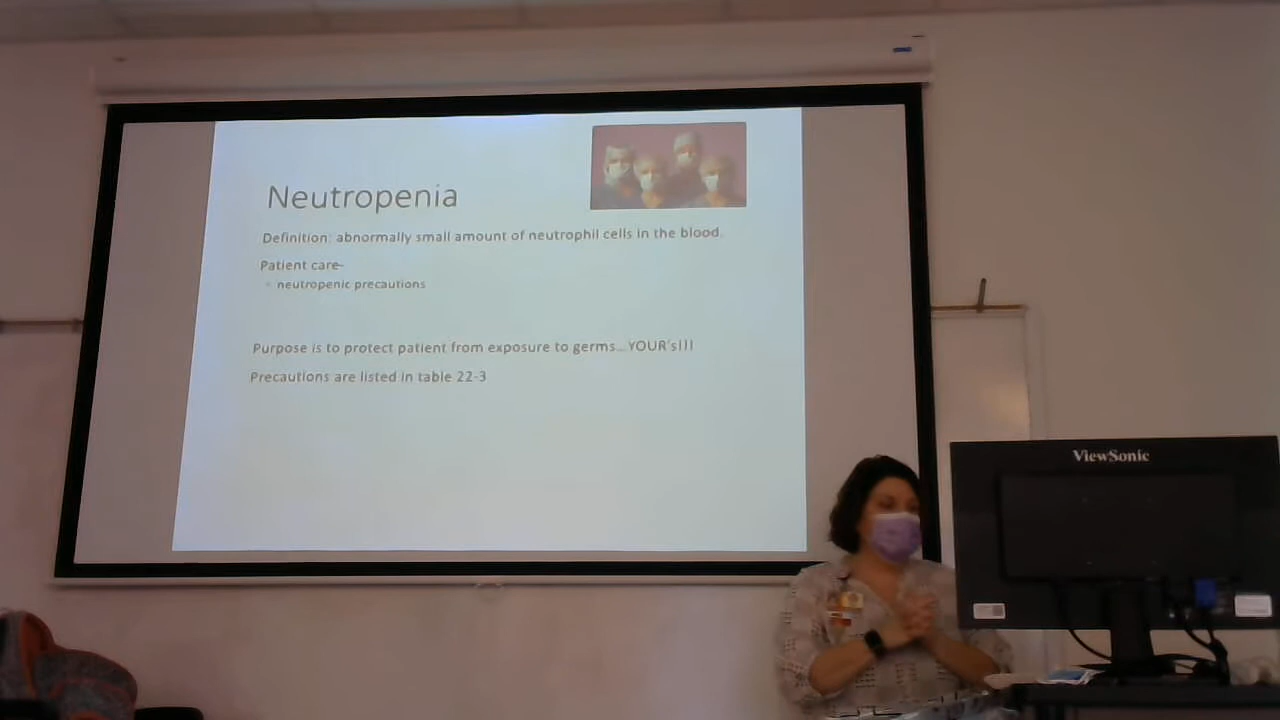 Neutropenia
Definition: abnormally small amount of neutrophil cells in the blood.
Patient care-
neutropenic precautions
Purpose is to protect patient from exposure to germs…YOUR's!!!
Precautions are listed in table 22-3
ViewSonic